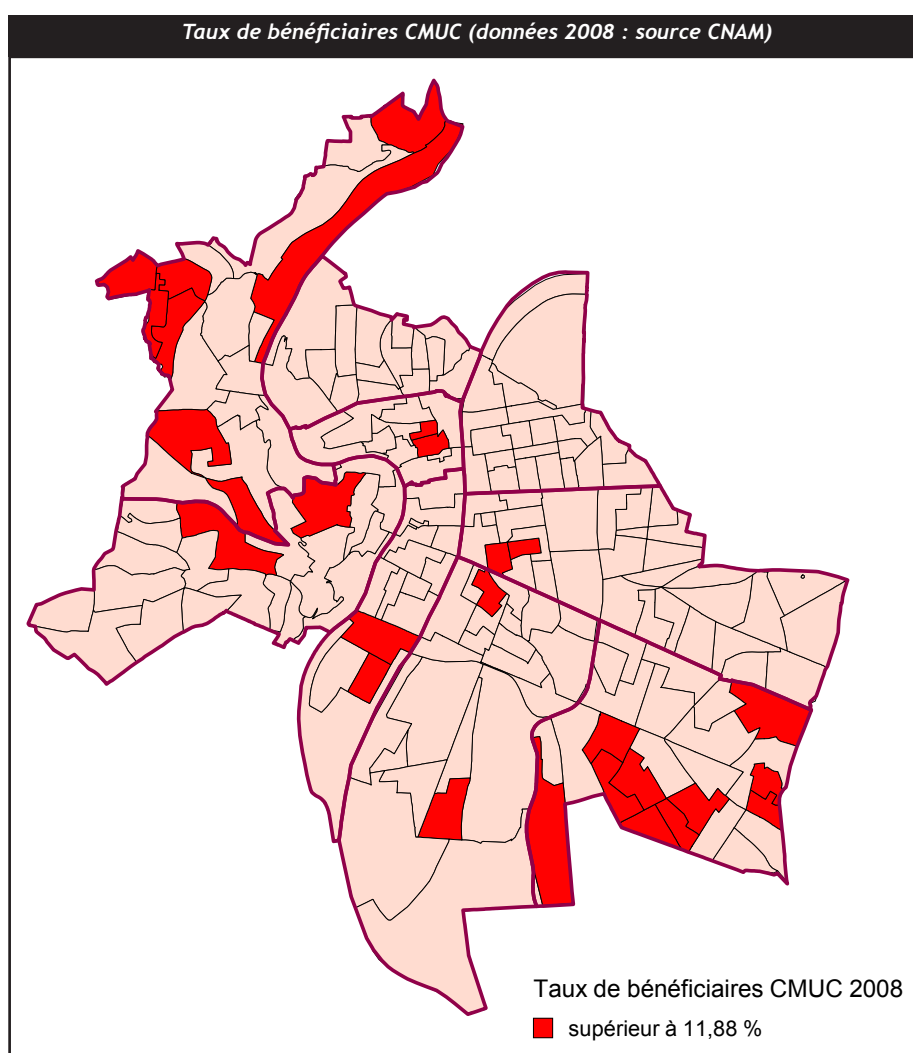 Taux de bénéficiaires CMUC (données 2008 : source CNAM)
Taux de bénéficiaires CMUC 2008
supérieur à 11,88 %